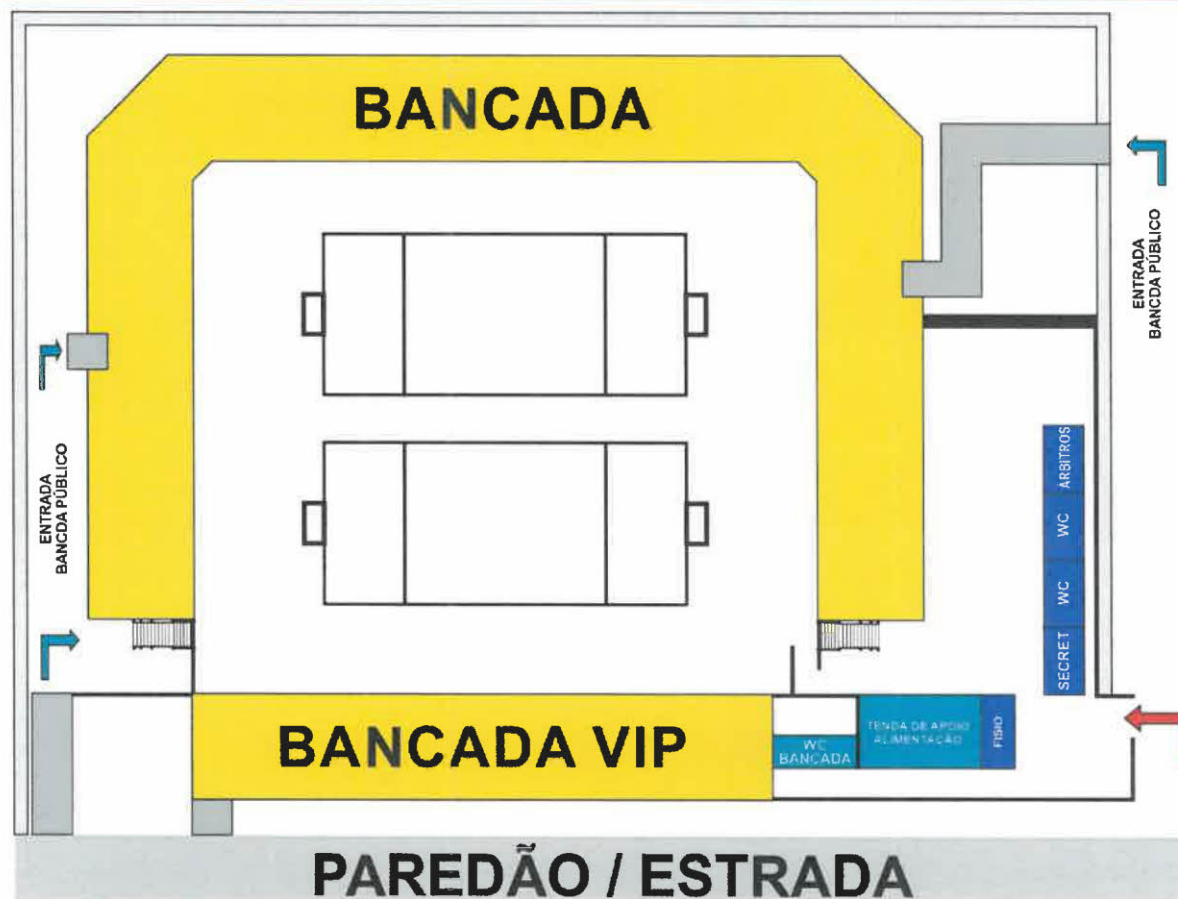 BANCADA
ENTRADA
BANCDA PÚBLICO
ENTRADA
BANCDA PÚBLICO
ÁRBITROS
WC
WC
SECRET
BANCADA VIP
WC
BANCADA
TENDA DE APOIO
ALIMENTAÇÃO
FISIO
PAREDÃO / ESTRADA